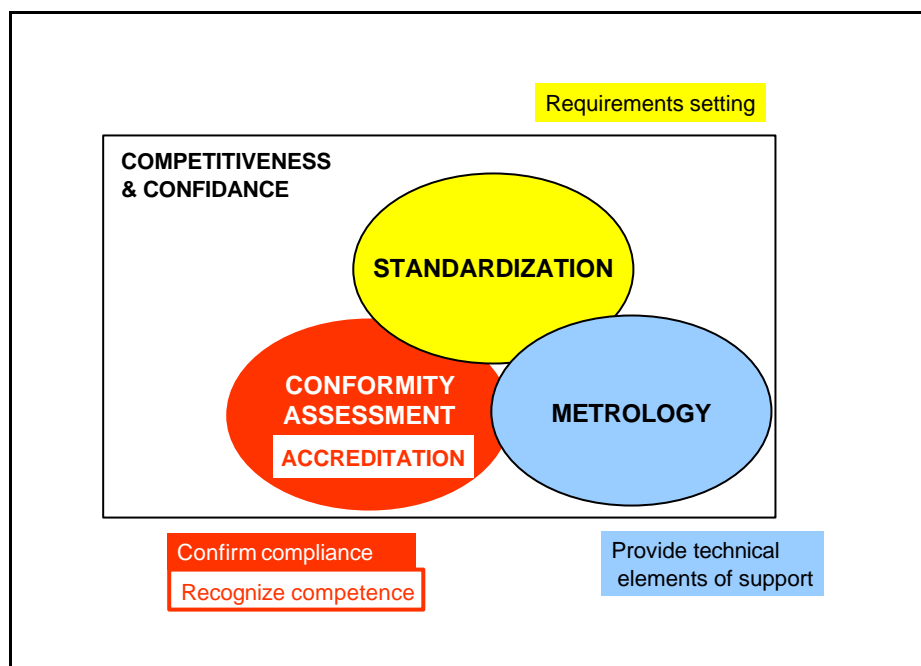 Requirements setting
COMPETITIVENESS
& CONFIDANCE
STANDARDIZATION
CONFORMITY
ASSESSMENT
ACCREDITATION
METROLOGY
Confirm compliance
Recognize competence
Provide technical
elements of support